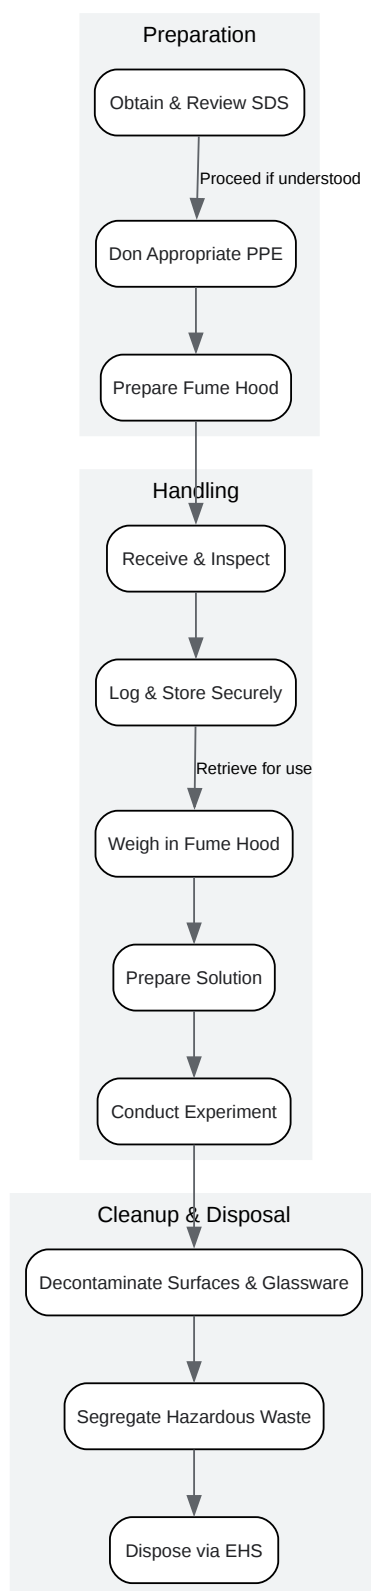 Preparation
Obtain & Review SDS
Proceed if understood
Don Appropriate PPE
Prepare Fume Hood
Handling
Receive & Inspect
Log & Store Securely
Retrieve for use
Weigh in Fume Hood
Prepare Solution
Conduct Experiment
Cleanup & Disposal
Decontaminate Surfaces & Glassware
Segregate Hazardous Waste
Dispose via EHS